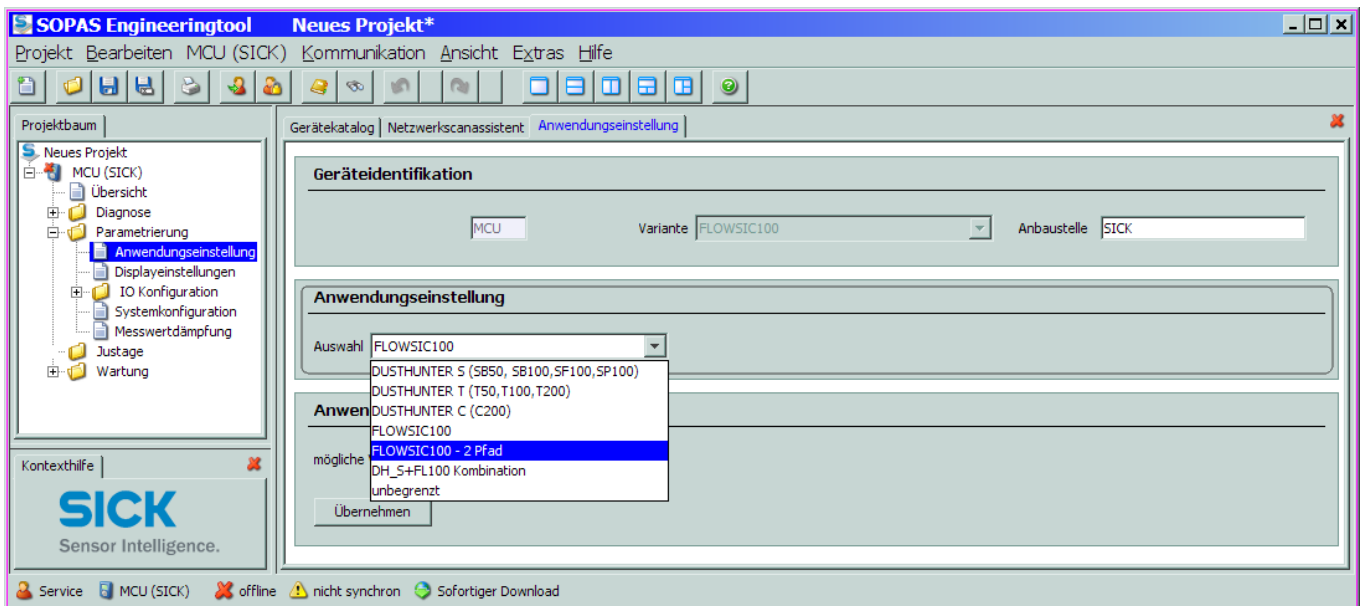 SOPAS Engineeringtool Neues Projekt*
Projekt Bearbeiten MCU (SICK) Kommunikation Ansicht Extras Hilfe
Projektbaum
Neues Projekt
MCU (SICK)
Übersicht
Diagnose
Parametrierung
Anwendungseinstellung
Displayeinstellungen
IO Konfiguration
Systemkonfiguration
Messwertdämpfung
Justage
Wartung
Kontexthilfe
SICK
Sensor Intelligence.
Gerätekatalog Netzwerkscanassistent Anwendungseinstellung
Geräteidentifikation
MCU Variante FLOWSIC100 Anbaustelle SICK
Anwendungseinstellung
Auswahl FLOWSIC100
DUSTHUNTER S (SB50, SB100,SF100,SP100)
DUSTHUNTER T (T50,T100,T200)
DUSTHUNTER C (C200)
FLOWSIC100
FLOWSIC100 - 2 Pfad
DH_S+FL100 Kombination
unbegrenzt
Anwen
mögliche
Übernehmen
Service MCU (SICK) offline nicht synchron Sofortiger Download